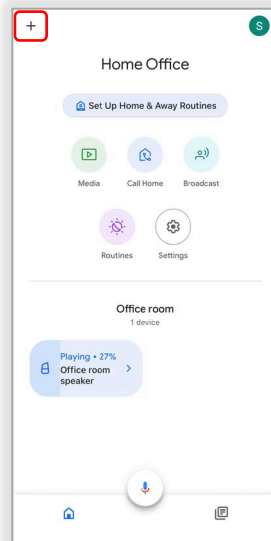 +
S
Home Office
Set Up Home & Away Routines
Media
Call Home
Broadcast
Routines
Settings
Office room
1 device
Playing • 27%
Office room
speaker